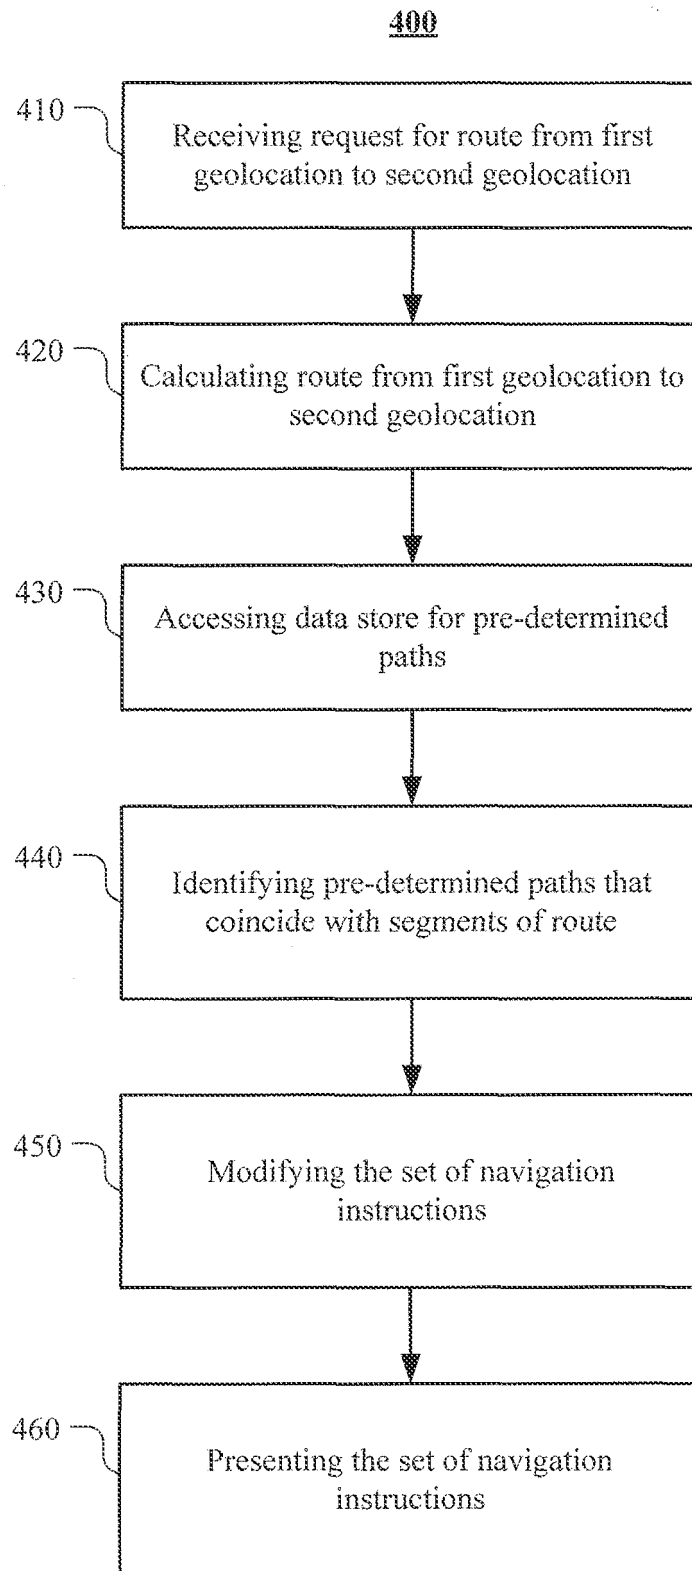 400
410
Receiving request for route from first
geolocation to second geolocation
420
Calculating route from first geolocation to
second geolocation
430
Accessing data store for pre-determined
paths
440
Identifying pre-determined paths that
coincide with segments of route
450
Modifying the set of navigation
instructions
460
Presenting the set of navigation
instructions